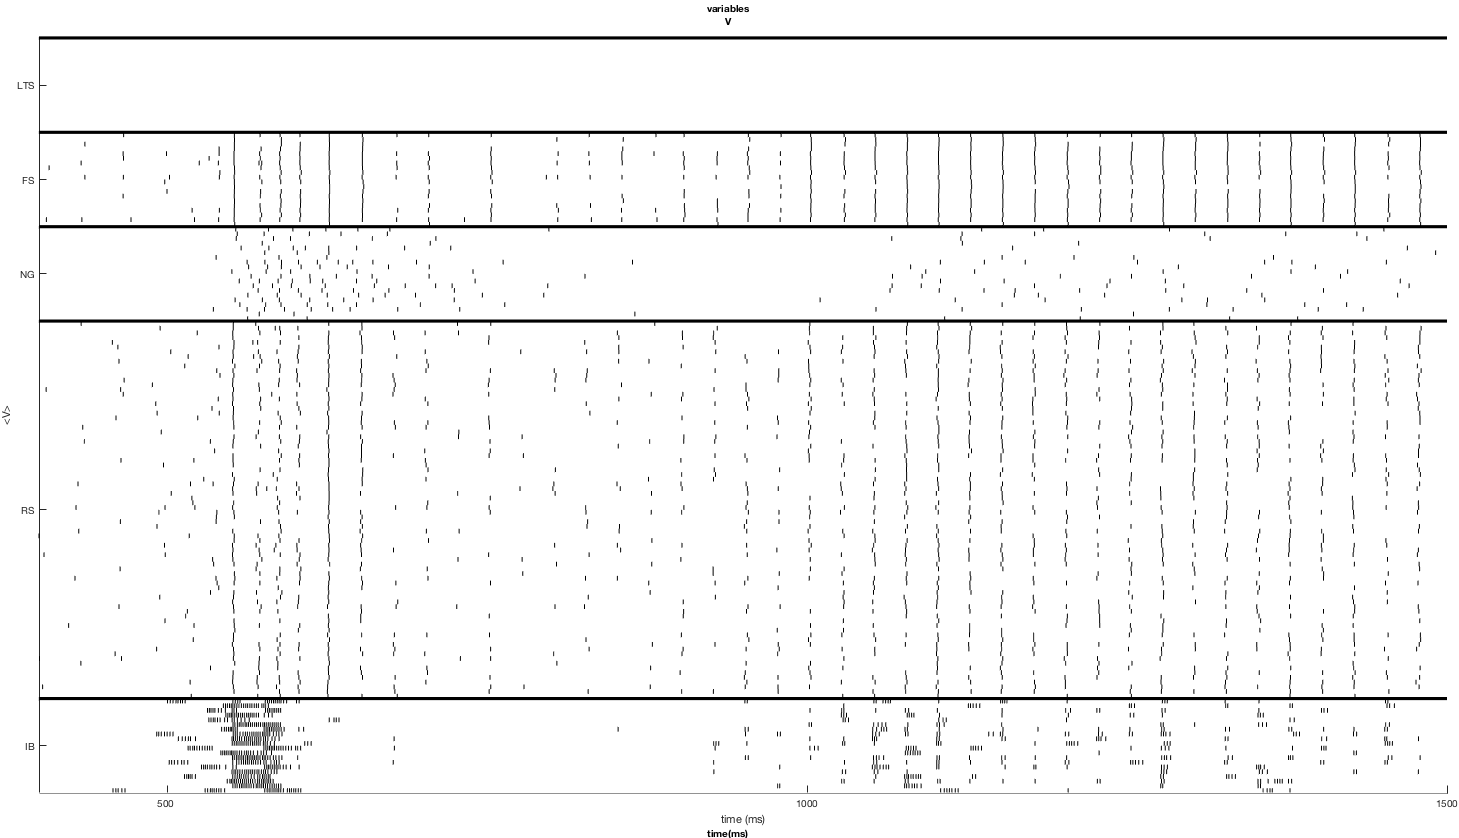 variables
V
LTS
FS
NG
RS
IB
<V>
500
1000
1500
time (ms)
time(ms)